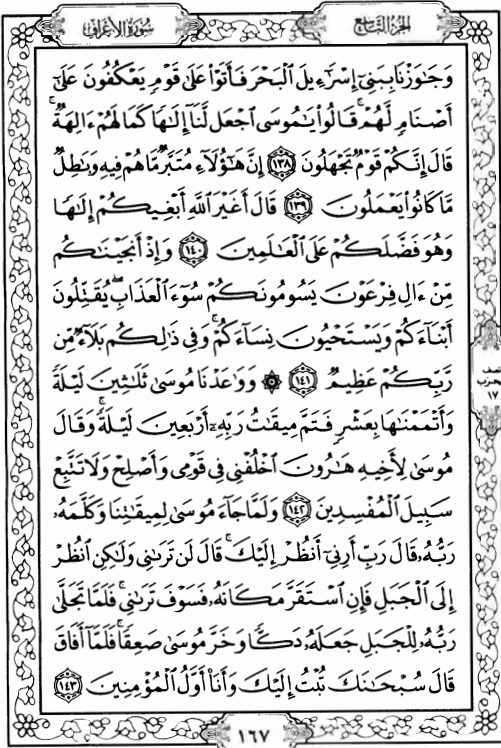 سورة الأعراف
الجزء التاسع
وَجَٰوَزْنَا بِبَنِىٓ إِسْرَٰٓءِيلَ ٱلْبَحْرَ فَأَتَوْا۟ عَلَىٰ قَوْمٍ يَعْكُفُونَ عَلَىٰٓ
أَصْنَامٍ لَّهُمْ ۚ قَالُوا۟ يَٰمُوسَى ٱجْعَل لَّنَآ إِلَٰهًا كَمَا لَهُمْ ءَالِهَةٌ ۚ
قَالَ إِنَّكُمْ قَوْمٌ تَجْهَلُونَ ١٣٨ إِنَّ هَٰٓؤُلَآءِ مُتَبَّرٌ مَّا هُمْ فِيهِ وَبَٰطِلٌ
مَّا كَانُوا۟ يَعْمَلُونَ ١٣٩ قَالَ أَغَيْرَ ٱللَّهِ أَبْغِيكُمْ إِلَٰهًا
وَهُوَ فَضَّلَكُمْ عَلَى ٱلْعَٰلَمِينَ ١٤٠ وَإِذْ أَنجَيْنَٰكُم
مِّنْ ءَالِ فِرْعَوْنَ يَسُومُونَكُمْ سُوٓءَ ٱلْعَذَابِ ۖ يُقَتِّلُونَ
أَبْنَآءَكُمْ وَيَسْتَحْيُونَ نِسَآءَكُمْ ۚ وَفِى ذَٰلِكُم بَلَآءٌ مِّن
رَّبِّكُمْ عَظِيمٌ ١٤١ ۞ وَوَٰعَدْنَا مُوسَىٰ ثَلَٰثِينَ لَيْلَةً
وَأَتْمَمْنَٰهَا بِعَشْرٍ فَتَمَّ مِيقَٰتُ رَبِّهِۦٓ أَرْبَعِينَ لَيْلَةً ۚ وَقَالَ
مُوسَىٰ لِأَخِيهِ هَٰرُونَ ٱخْلُفْنِى فِى قَوْمِى وَأَصْلِحْ وَلَا تَتَّبِعْ
سَبِيلَ ٱلْمُفْسِدِينَ ١٤٢ وَلَمَّا جَآءَ مُوسَىٰ لِمِيقَٰتِنَا وَكَلَّمَهُۥ
رَبُّهُۥ قَالَ رَبِّ أَرِنِىٓ أَنظُرْ إِلَيْكَ ۚ قَالَ لَن تَرَىٰنِى وَلَٰكِنِ ٱنظُرْ
إِلَى ٱلْجَبَلِ فَإِنِ ٱسْتَقَرَّ مَكَانَهُۥ فَسَوْفَ تَرَىٰنِى ۚ فَلَمَّا تَجَلَّىٰ
رَبُّهُۥ لِلْجَبَلِ جَعَلَهُۥ دَكًّا وَخَرَّ مُوسَىٰ صَعِقًا ۚ فَلَمَّآ أَفَاقَ
قَالَ سُبْحَٰنَكَ تُبْتُ إِلَيْكَ وَأَنَا۠ أَوَّلُ ٱلْمُؤْمِنِينَ ١٤٣
نصف
الحزب
١٧
١٦٧